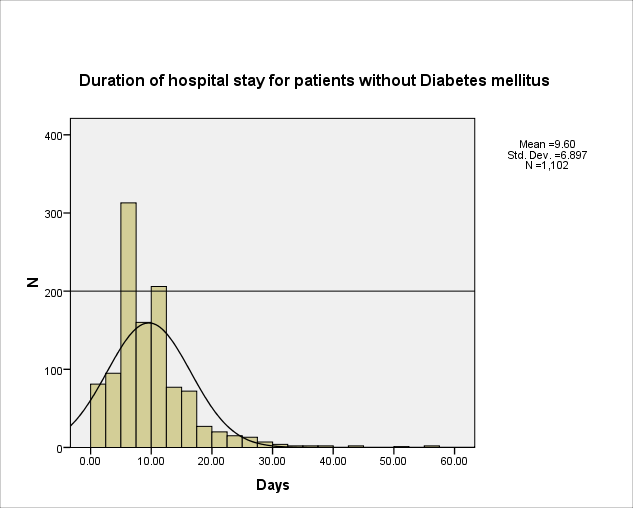 Duration of hospital stay for patients without Diabetes mellitus
Mean =9.60
Std. Dev. =6.897
N =1,102
400
300
200
100
0
N
0.00 10.00 20.00 30.00 40.00 50.00 60.00
Days